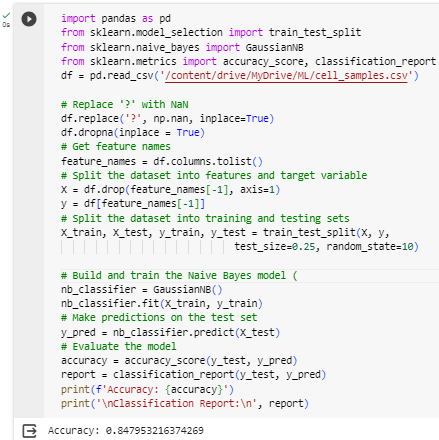 import pandas as pd
from sklearn.model_selection import train_test_split
from sklearn.naive_bayes import GaussianNB
from sklearn.metrics import accuracy_score, classification_report
df = pd.read_csv('/content/drive/MyDrive/ML/cell_samples.csv')
# Replace '?' with NaN
df.replace('?', np.nan, inplace=True)
df.dropna(inplace = True)
# Get feature names
feature_names = df.columns.tolist()
# Split the dataset into features and target variable
X = df.drop(feature_names[-1], axis=1)
y = df[feature_names[-1]]
# Split the dataset into training and testing sets
X_train, X_test, y_train, y_test = train_test_split(X, y,
test_size=0.25, random_state=10)
# Build and train the Naive Bayes model (
nb_classifier = GaussianNB()
nb_classifier.fit(X_train, y_train)
# Make predictions on the test set
y_pred = nb_classifier.predict(X_test)
# Evaluate the model
accuracy = accuracy_score(y_test, y_pred)
report = classification_report(y_test, y_pred)
print(f'Accuracy: {accuracy}')
print('\nClassification Report:\n', report)
Accuracy: 0.847953216374269